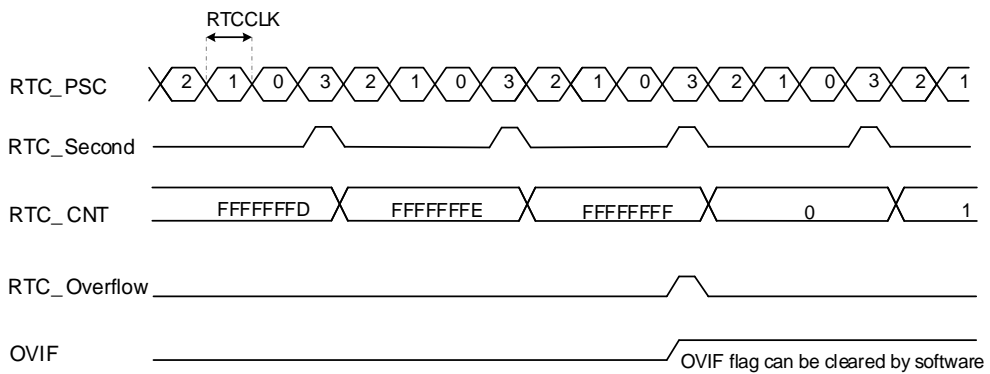 RTCCLK
RTC_PSC 2 1 0 3 2 1 0 3 2 1 0 3 2 1 0 3 2 1
RTC_Second
RTC_CNT FFFFFFFD FFFFFFFE FFFFFFFF 0 1
RTC_Overflow
OVIF OVIF flag can be cleared by software